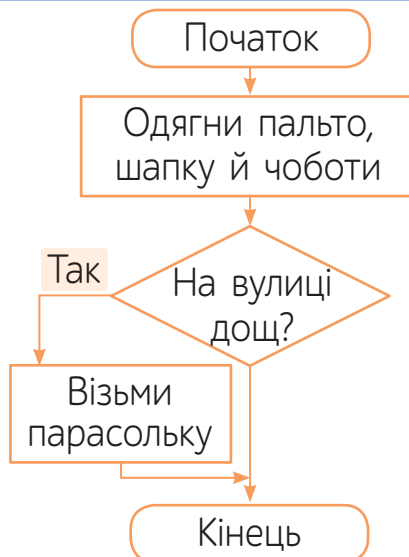 Початок
Одягни пальто,
шапку й чоботи
Так
На вулиці
дощ?
Візьми
парасольку
Кінець